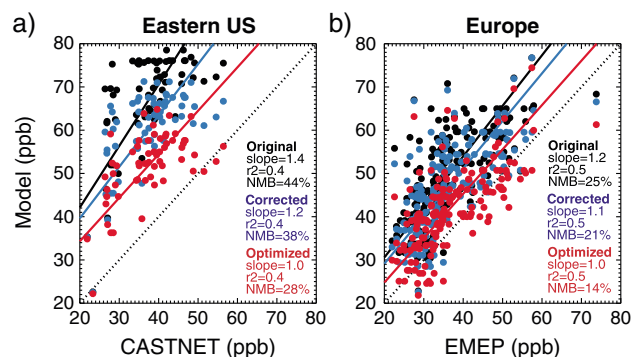 a) Eastern US
b) Europe
Model (ppb)
80
70
60
50
40
30
20
Original
slope=1.4
r2=0.4
NMB=44%
Corrected
slope=1.2
r2=0.4
NMB=38%
Optimized
slope=1.0
r2=0.4
NMB=28%
20 30 40 50 60 70 80
CASTNET (ppb)
80
70
60
50
40
30
20
Original
slope=1.2
r2=0.5
NMB=25%
Corrected
slope=1.1
r2=0.5
NMB=21%
Optimized
slope=1.0
r2=0.5
NMB=14%
20 30 40 50 60 70 80
EMEP (ppb)